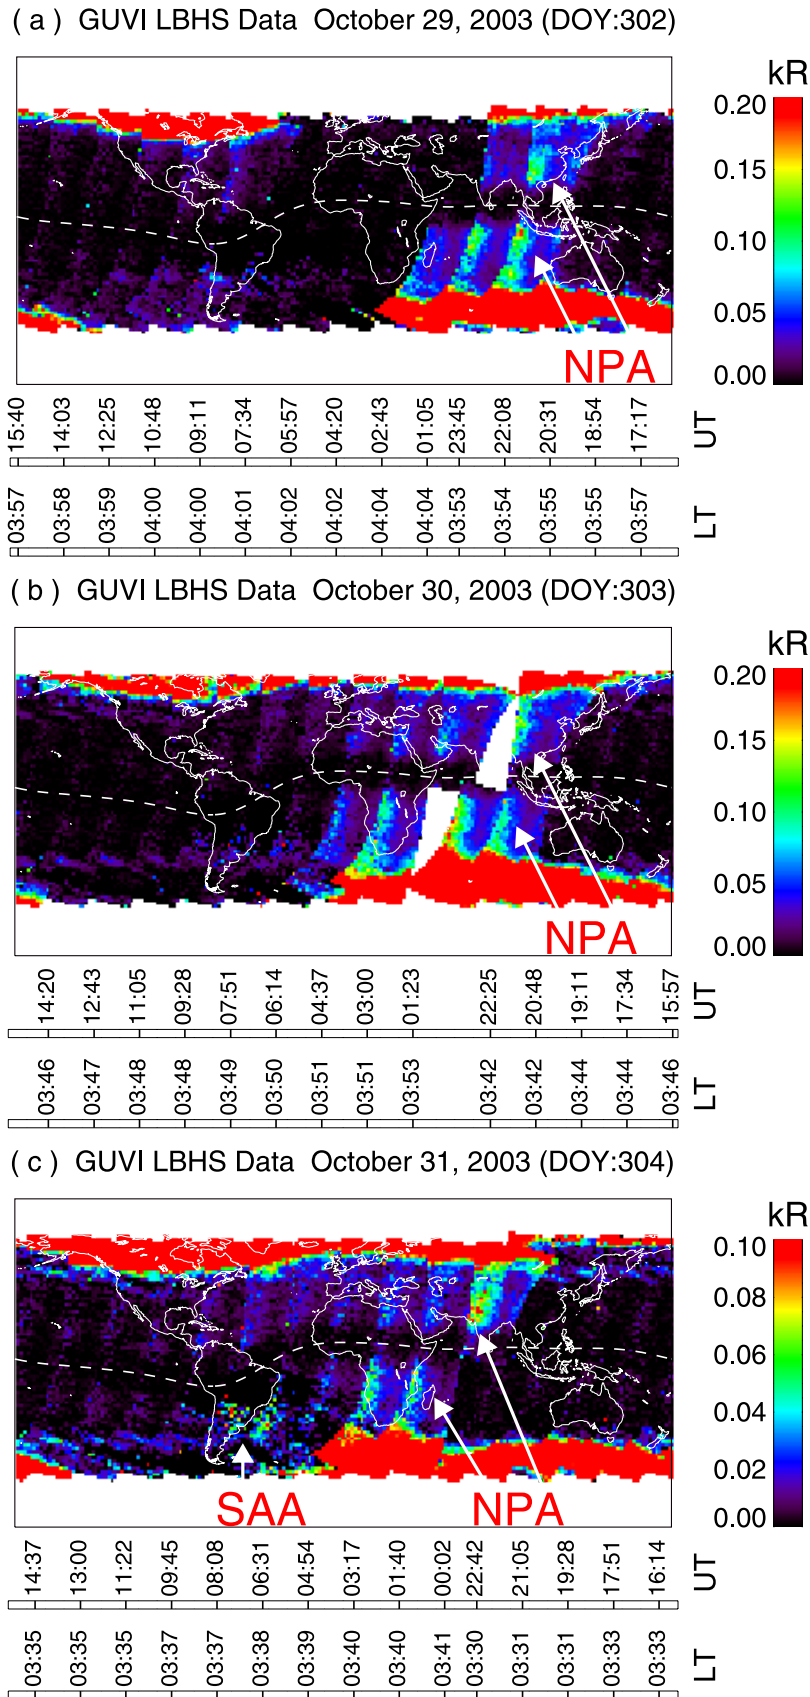 ( a ) GUVI LBHS Data October 29, 2003 (DOY:302)
kR
0.20
0.15
0.10
0.05
0.00
NPA
15:40 14:03 12:25 10:48 09:11 07:34 05:57 04:20 02:43 01:05 23:45 22:08 20:31 18:54 17:17 UT
03:57 03:58 03:59 04:00 04:00 04:01 04:02 04:02 04:04 04:04 03:53 03:54 03:55 03:55 03:57 LT
( b ) GUVI LBHS Data October 30, 2003 (DOY:303)
kR
0.20
0.15
0.10
0.05
0.00
NPA
14:20 12:43 11:05 09:28 07:51 06:14 04:37 03:00 01:23 22:25 20:48 19:11 17:34 15:57 UT
03:46 03:47 03:48 03:48 03:49 03:50 03:51 03:51 03:53 03:42 03:42 03:44 03:44 03:46 LT
( c ) GUVI LBHS Data October 31, 2003 (DOY:304)
kR
0.10
0.08
0.06
0.04
0.02
0.00
SAA NPA
14:37 13:00 11:22 09:45 08:08 06:31 04:54 03:17 01:40 00:02 22:42 21:05 19:28 17:51 16:14 UT
03:35 03:35 03:35 03:37 03:37 03:38 03:39 03:40 03:40 03:41 03:30 03:31 03:31 03:33 03:33 LT